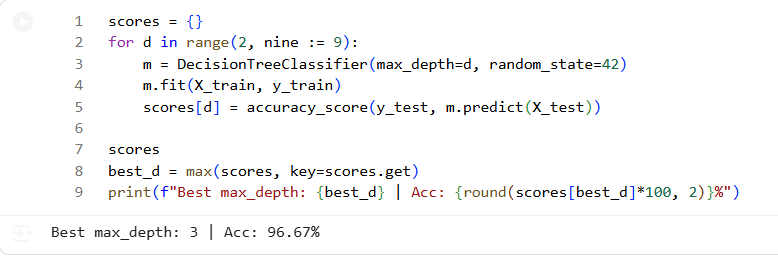 1 scores = {}
2 for d in range(2, nine := 9):
3     m = DecisionTreeClassifier(max_depth=d, random_state=42)
4     m.fit(X_train, y_train)
5     scores[d] = accuracy_score(y_test, m.predict(X_test))
6
7 scores
8 best_d = max(scores, key=scores.get)
9 print(f"Best max_depth: {best_d} | Acc: {round(scores[best_d]*100, 2)}%")
Best max_depth: 3 | Acc: 96.67%